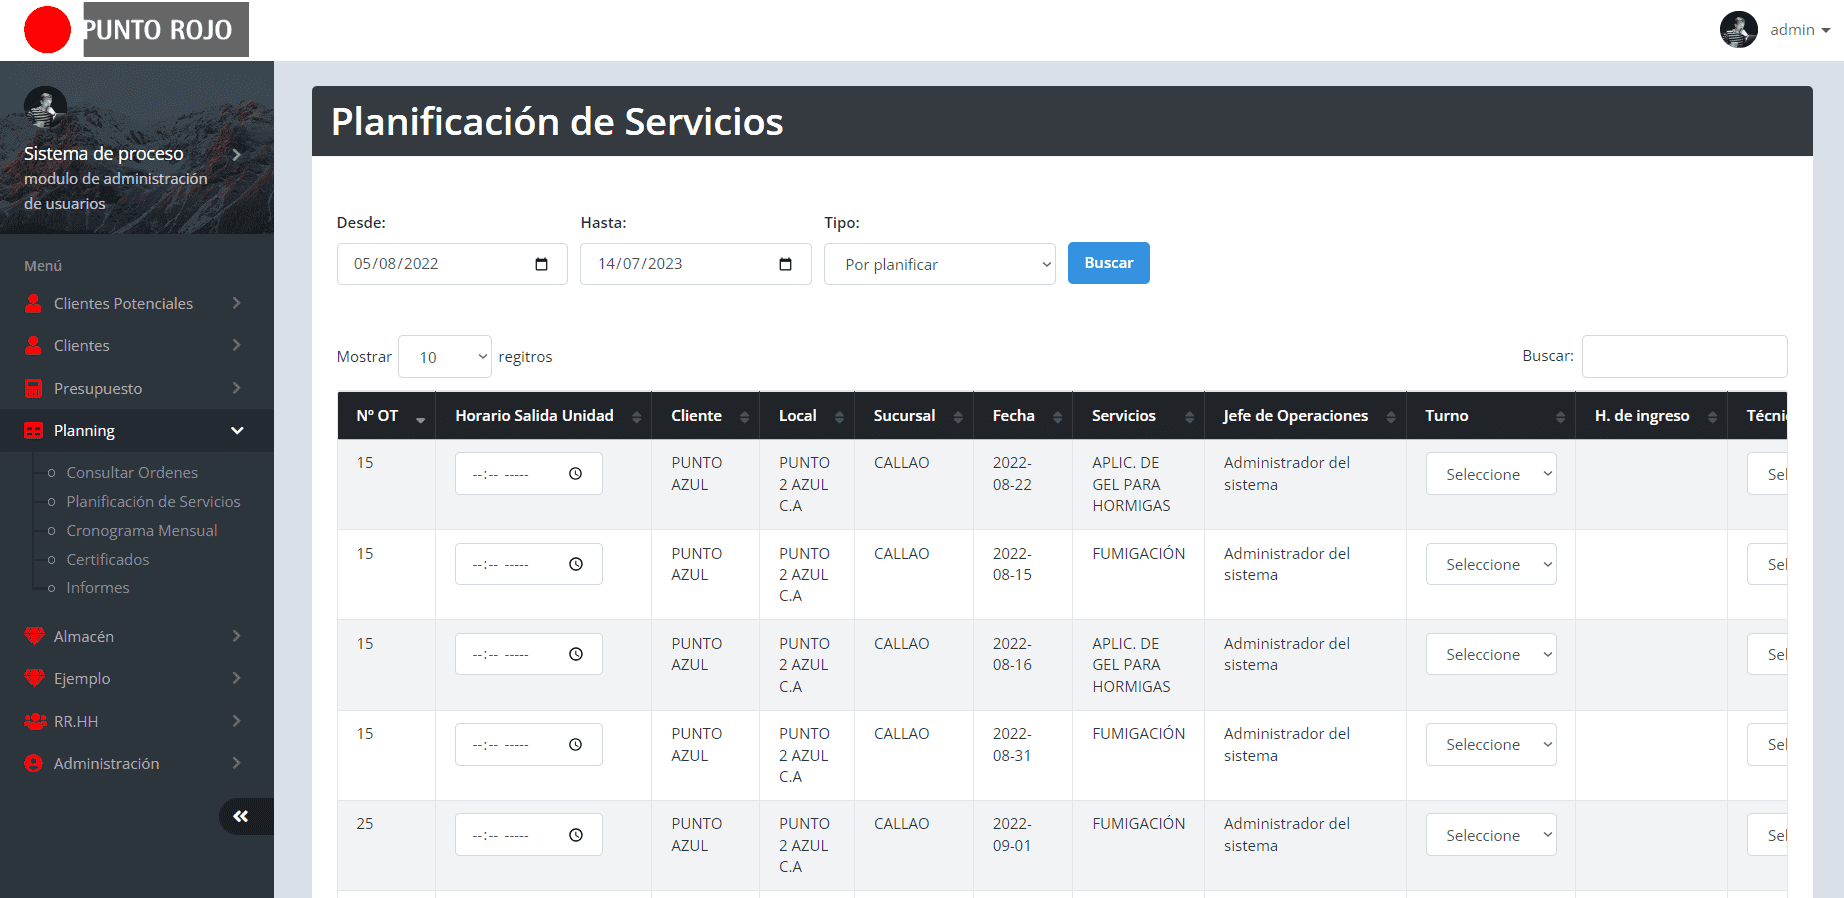 PUNTO ROJO
admin
Sistema de proceso
modulo de administración
de usuarios
Menú
Clientes Potenciales
Clientes
Presupuesto
Planning
Consultar Ordenes
Planificación de Servicios
Cronograma Mensual
Certificados
Informes
Almacén
Ejemplo
RR.HH
Administración
Planificación de Servicios
Desde: Hasta: Tipo:
05/08/2022 14/07/2023 Por planificar Buscar
Mostrar 10 regitros Buscar:
Nº OT Horario Salida Unidad Cliente Local Sucursal Fecha Servicios Jefe de Operaciones Turno H. de ingreso Técni
15 --:-- ----- PUNTO PUNTO CALLAO 2022- APLIC. DE Administrador del Seleccione Sel
AZUL 2 AZUL 08-22 GEL PARA sistema
C.A HORMIGAS
15 --:-- ----- PUNTO PUNTO CALLAO 2022- FUMIGACIÓN Administrador del Seleccione Sel
AZUL 2 AZUL 08-15 sistema
C.A
15 --:-- ----- PUNTO PUNTO CALLAO 2022- APLIC. DE Administrador del Seleccione Sel
AZUL 2 AZUL 08-16 GEL PARA sistema
C.A HORMIGAS
15 --:-- ----- PUNTO PUNTO CALLAO 2022- FUMIGACIÓN Administrador del Seleccione Sel
AZUL 2 AZUL 08-31 sistema
C.A
25 --:-- ----- PUNTO PUNTO CALLAO 2022- FUMIGACIÓN Administrador del Seleccione Sel
AZUL 2 AZUL 09-01 sistema
C.A